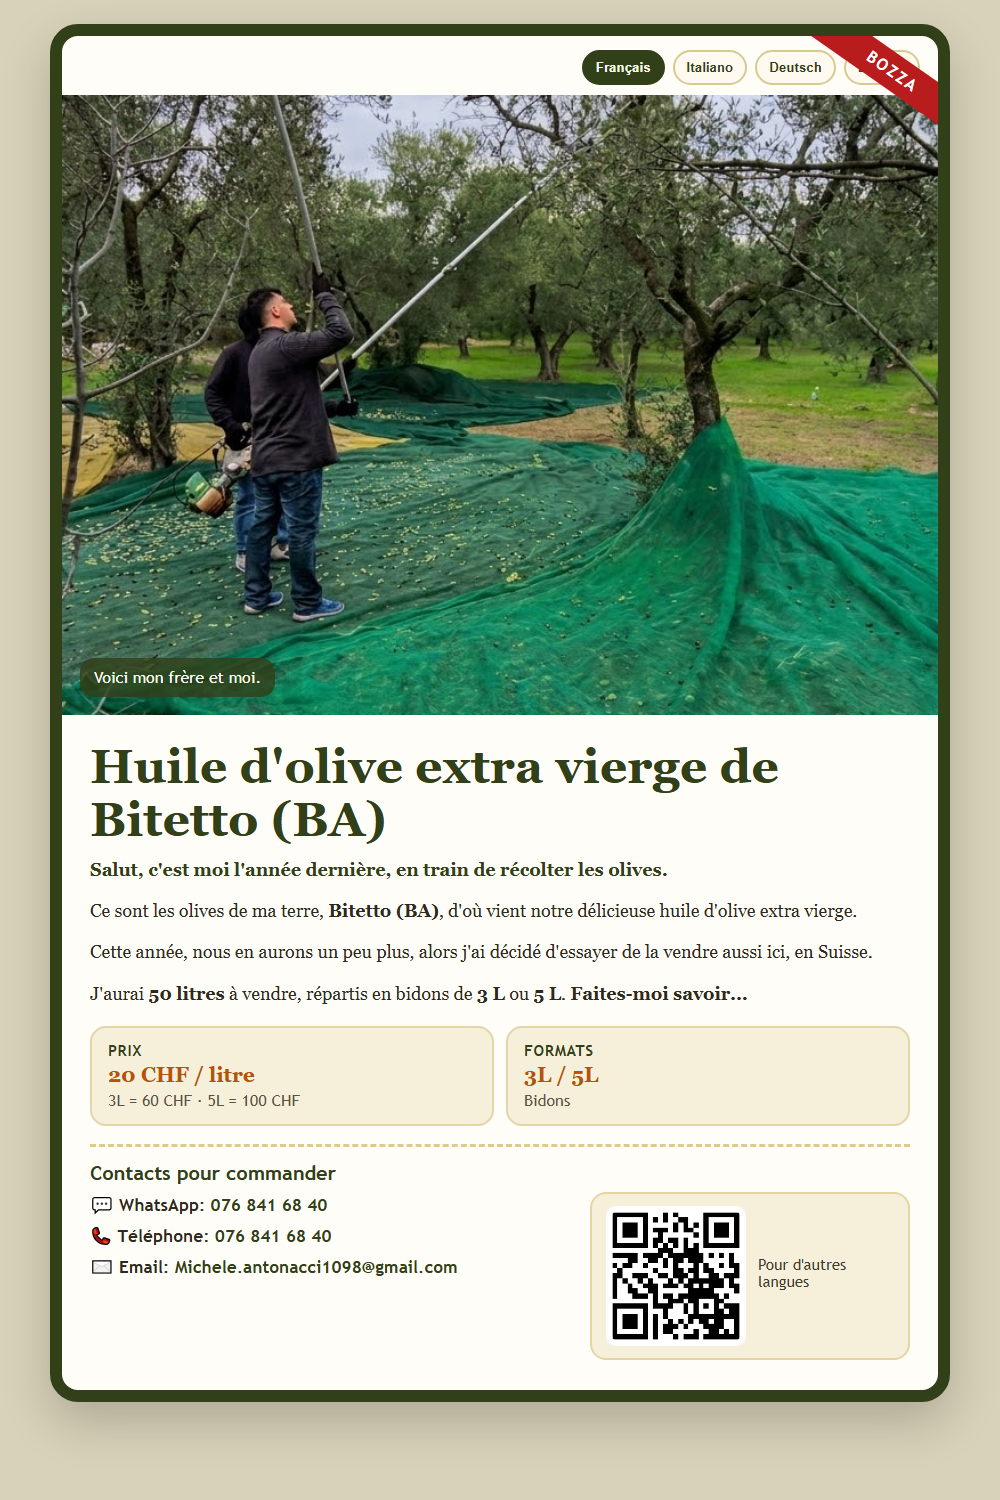 Français
Italiano
Deutsch
BOZZA
Voici mon frère et moi.
Huile d'olive extra vierge de
Bitetto (BA)
Salut, c'est moi l'année dernière, en train de récolter les olives.
Ce sont les olives de ma terre, Bitetto (BA), d'où vient notre délicieuse huile d'olive extra vierge.
Cette année, nous en aurons un peu plus, alors j'ai décidé d'essayer de la vendre aussi ici, en Suisse.
J'aurai 50 litres à vendre, répartis en bidons de 3 L ou 5 L. Faites-moi savoir...
PRIX
20 CHF / litre
3L = 60 CHF · 5L = 100 CHF
FORMATS
3L / 5L
Bidons
Contacts pour commander
WhatsApp: 076 841 68 40
Téléphone: 076 841 68 40
Email: Michele.antonacci1098@gmail.com
Pour d'autres
langues